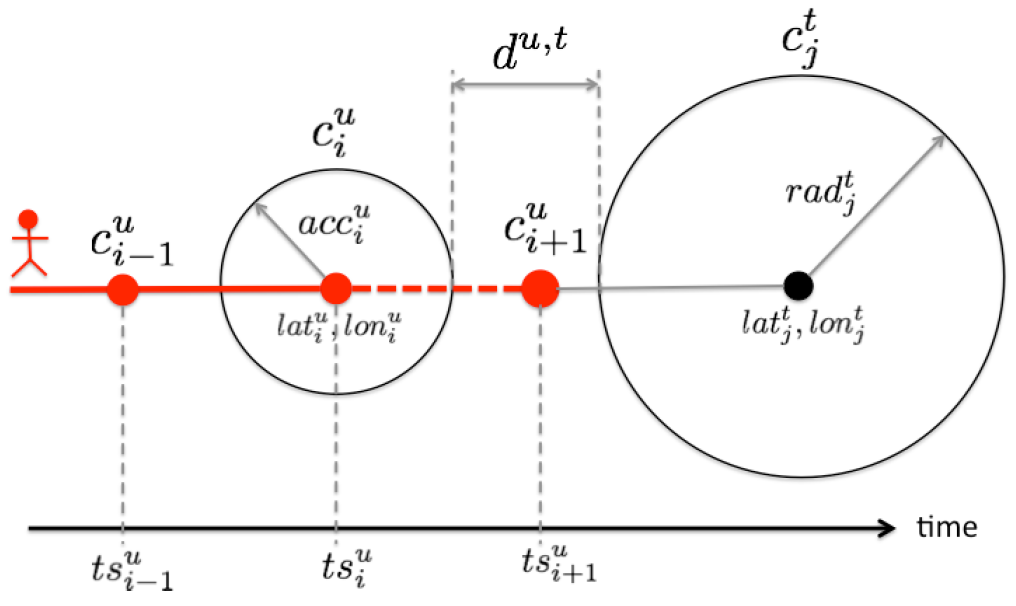 d^{u,t}
c_j^t
c_i^u
rad_j^t
acc_i^u
c_{i-1}^u
c_{i+1}^u
lat_i^u, lon_i^u
lat_j^t, lon_j^t
time
ts_{i-1}^u
ts_i^u
ts_{i+1}^u